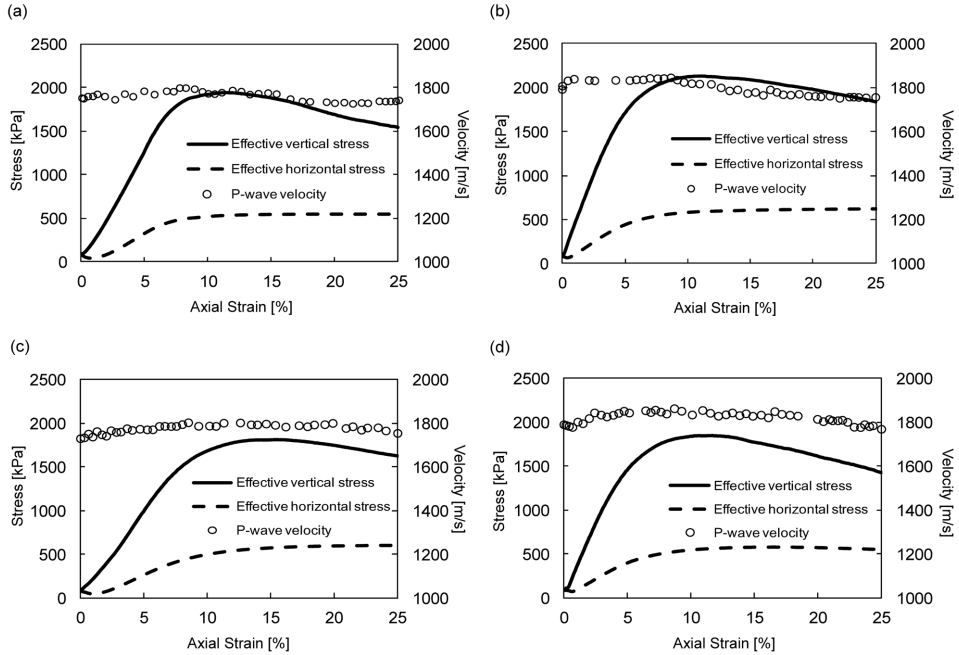 (a)
2500
2000
1500
1000
500
0
Stress [kPa]
2000
1800
1600
1400
1200
1000
Velocity [m/s]
Effective vertical stress
Effective horizontal stress
P-wave velocity
0 5 10 15 20 25
Axial Strain [%]
(b)
2500
2000
1500
1000
500
0
Stress [kPa]
2000
1800
1600
1400
1200
1000
Velocity [m/s]
Effective vertical stress
Effective horizontal stress
P-wave velocity
0 5 10 15 20 25
Axial Strain [%]
(c)
2500
2000
1500
1000
500
0
Stress [kPa]
2000
1800
1600
1400
1200
1000
Velocity [m/s]
Effective vertical stress
Effective horizontal stress
P-wave velocity
0 5 10 15 20 25
Axial Strain [%]
(d)
2500
2000
1500
1000
500
0
Stress [kPa]
2000
1800
1600
1400
1200
1000
Velocity [m/s]
Effective vertical stress
Effective horizontal stress
P-wave velocity
0 5 10 15 20 25
Axial Strain [%]